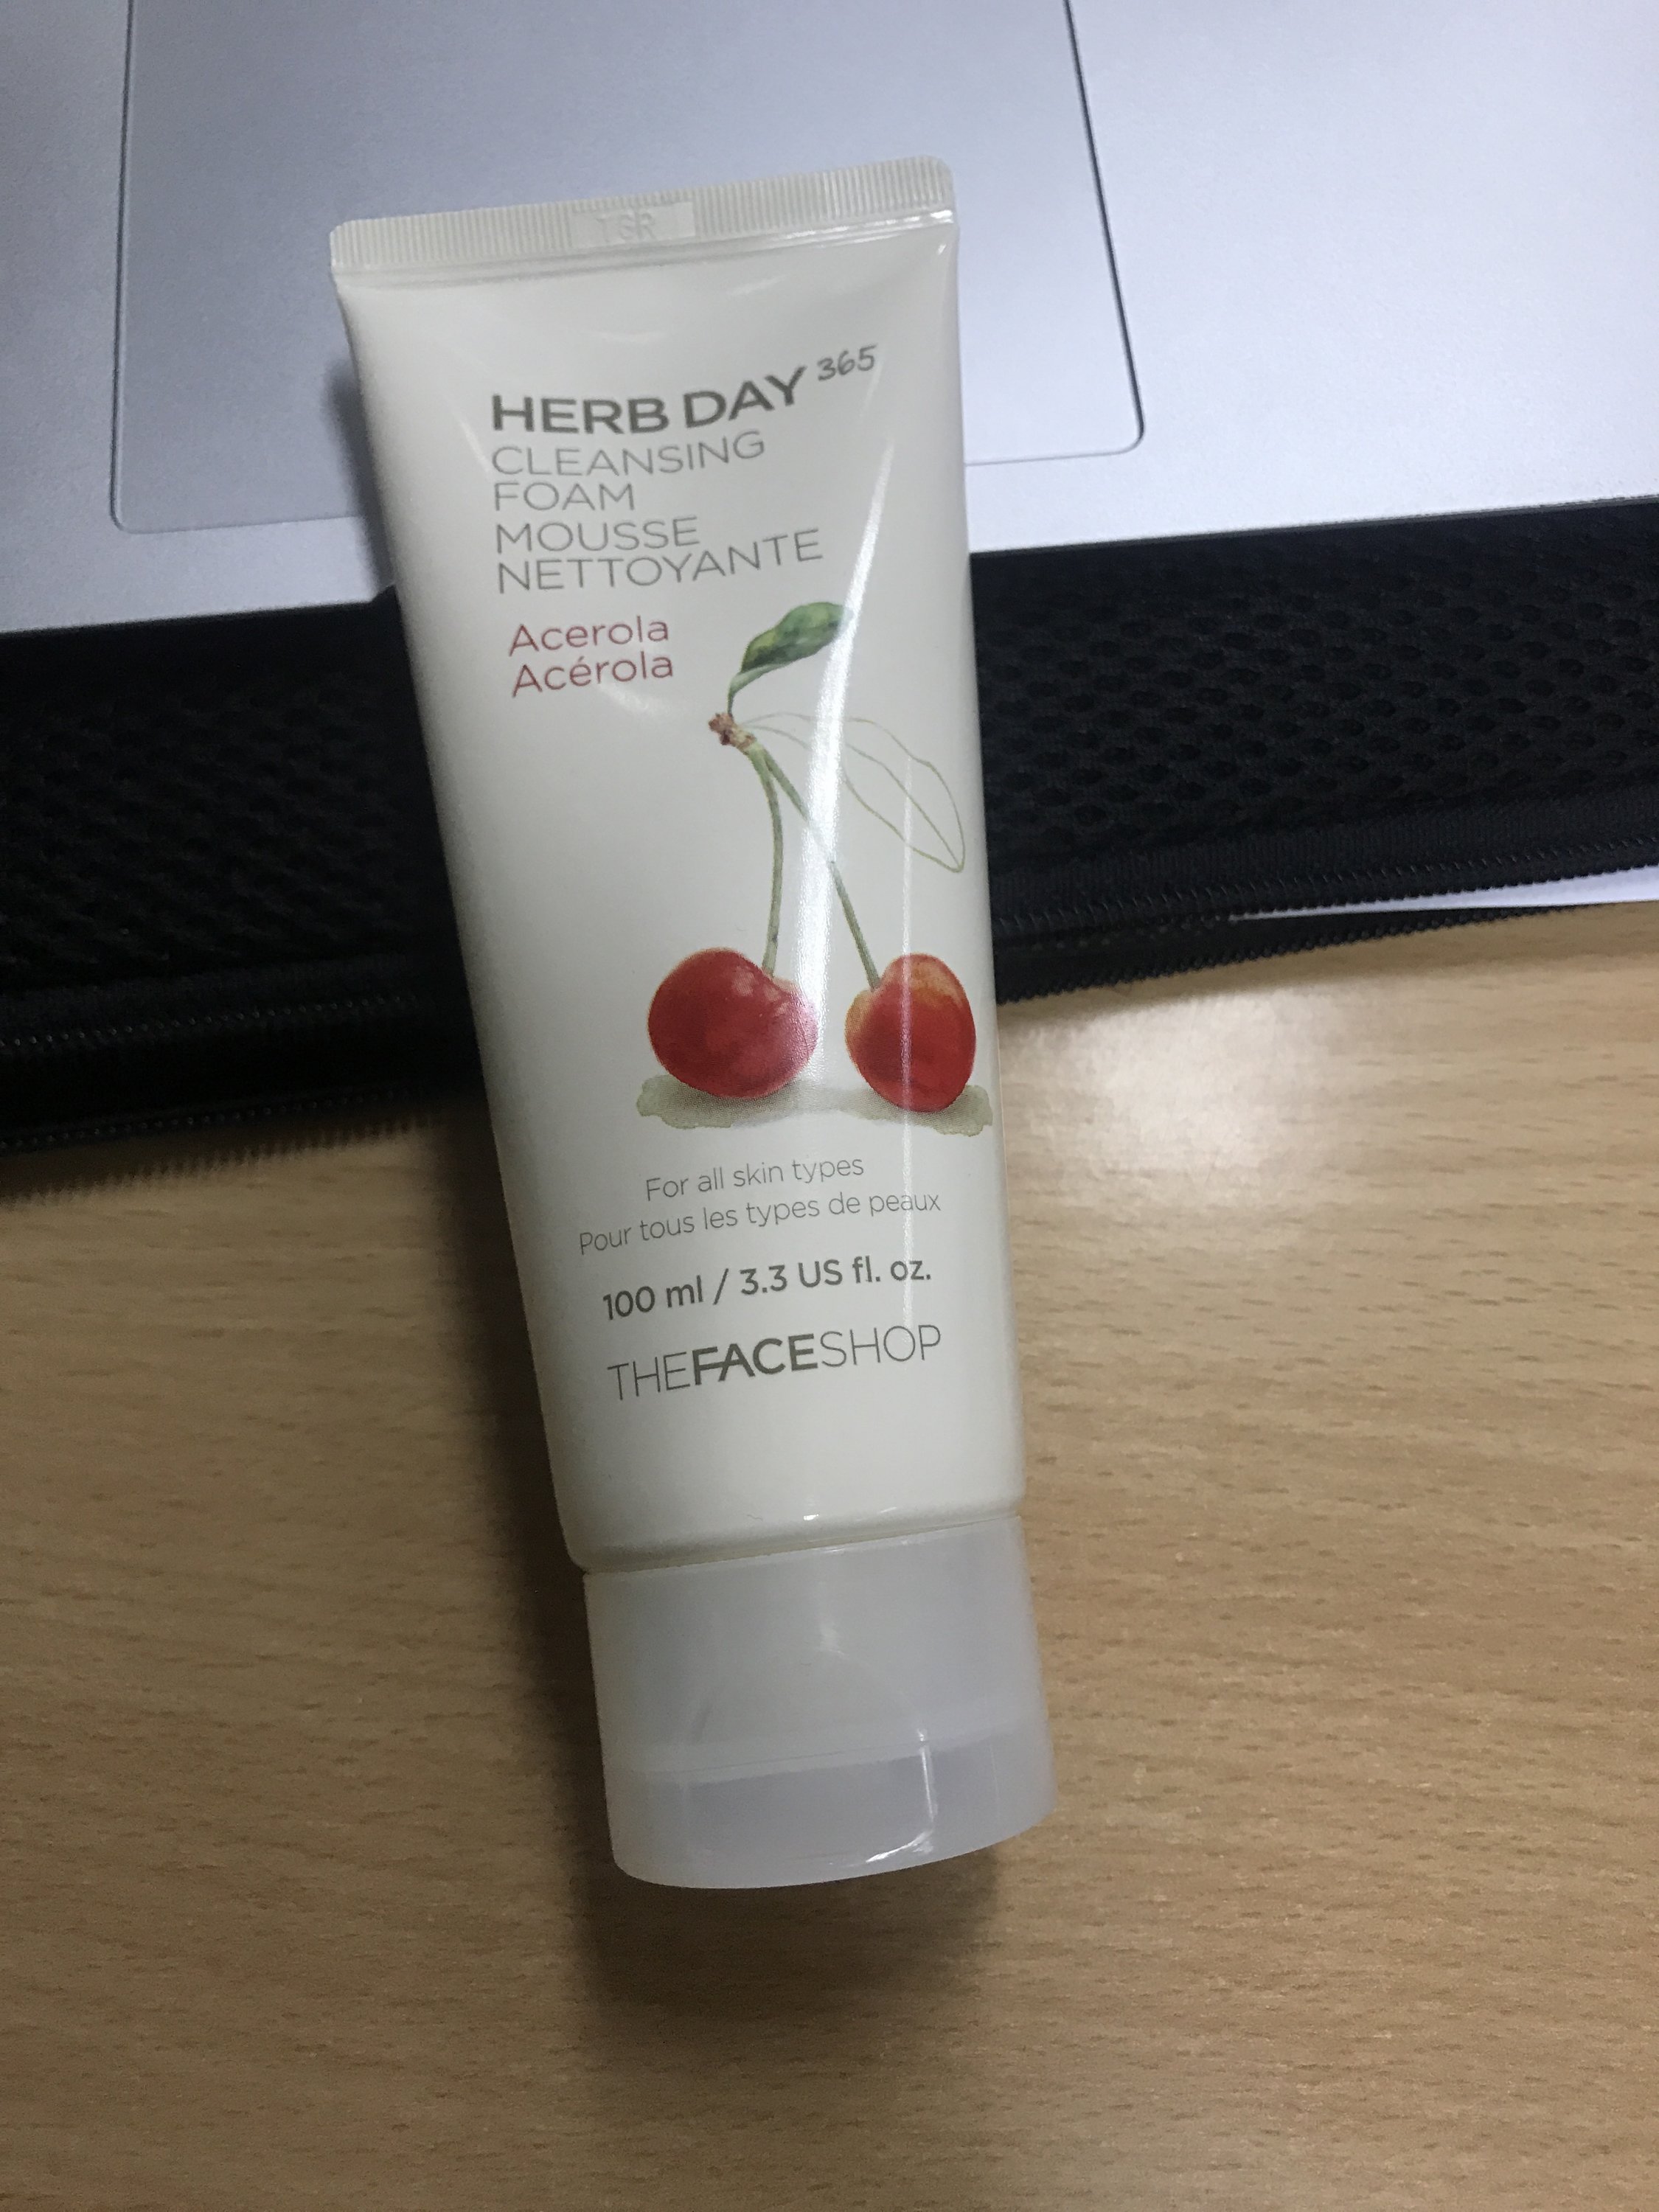 HERB DAY 365
CLEANSING
FOAM
MOUSSE
NETTOYANTE
Acerola
Acérola
For all skin types
Pour tous les types de peaux
100 ml / 3.3 US fl. oz.
THEFACESHOP